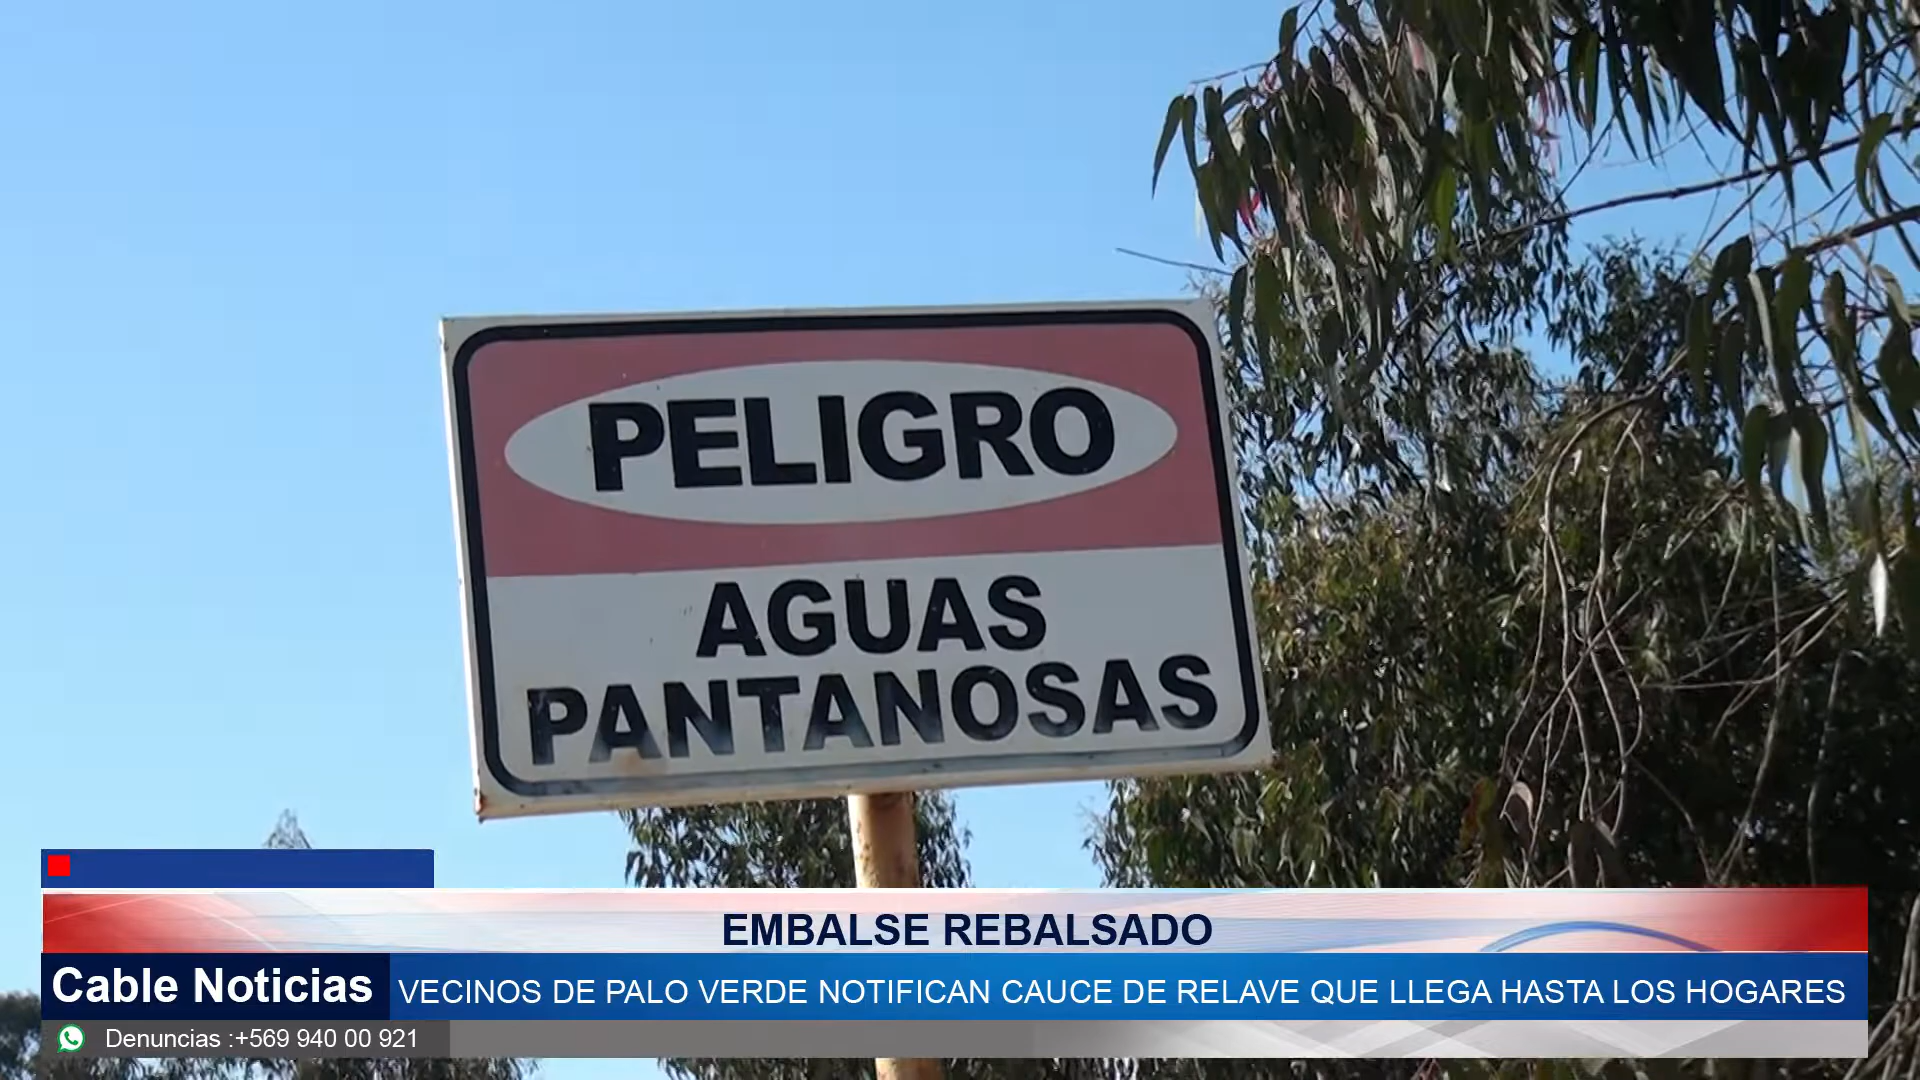 PELIGRO
AGUAS
PANTANOSAS
EMBALSE REBALSADO
Cable Noticias
VECINOS DE PALO VERDE NOTIFICAN CAUCE DE RELAVE QUE LLEGA HASTA LOS HOGARES
Denuncias :+569 940 00 921